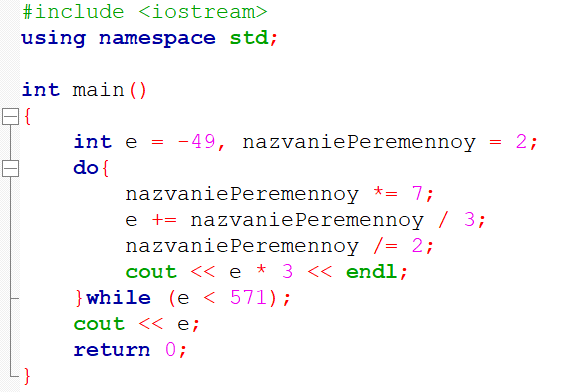 #include <iostream>
using namespace std;
int main()
{
int e = -49, nazvaniePeremennoy = 2;
do{
nazvaniePeremennoy *= 7;
e += nazvaniePeremennoy / 3;
nazvaniePeremennoy /= 2;
cout << e * 3 << endl;
}while (e < 571);
cout << e;
return 0;
}